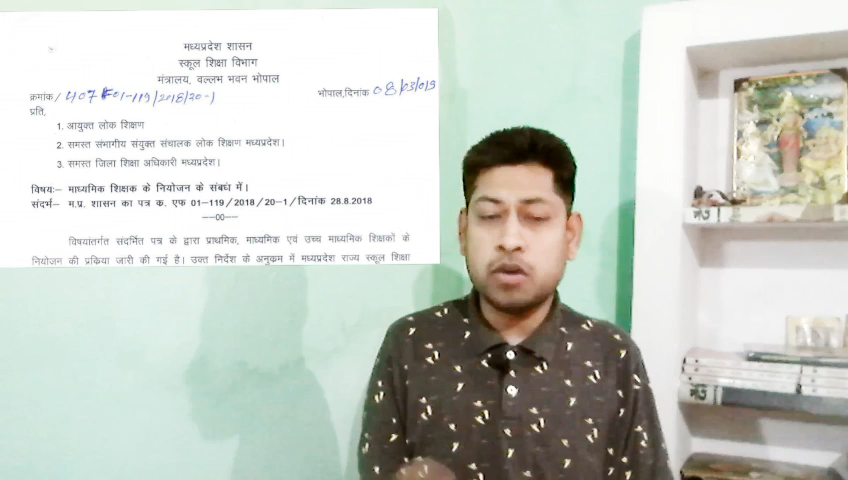 मध्यप्रदेश शासन
स्कूल शिक्षा विभाग
मंत्रालय, वल्लभ भवन भोपाल
क्रमांक / 407 एफ 01-119/2018/20-1 भोपाल,दिनांक 08/03/019
प्रति,
1. आयुक्त लोक शिक्षण
2. समस्त संभागीय संयुक्त संचालक लोक शिक्षण मध्यप्रदेश।
3. समस्त जिला शिक्षा अधिकारी मध्यप्रदेश।
विषयः– माध्यमिक शिक्षक के नियोजन के संबंध में।
संदर्भ– म.प्र. शासन का पत्र क. एफ 01–119/2018/20–1/दिनांक 28.8.2018
––00––
विषयांतर्गत संदर्भित पत्र के द्वारा प्राथमिक, माध्यमिक एवं उच्च माध्यमिक शिक्षकों के
नियोजन की प्रकिया जारी की गई है। उक्त निर्देश के अनुक्रम में मध्यप्रदेश राज्य स्कूल शिक्षा